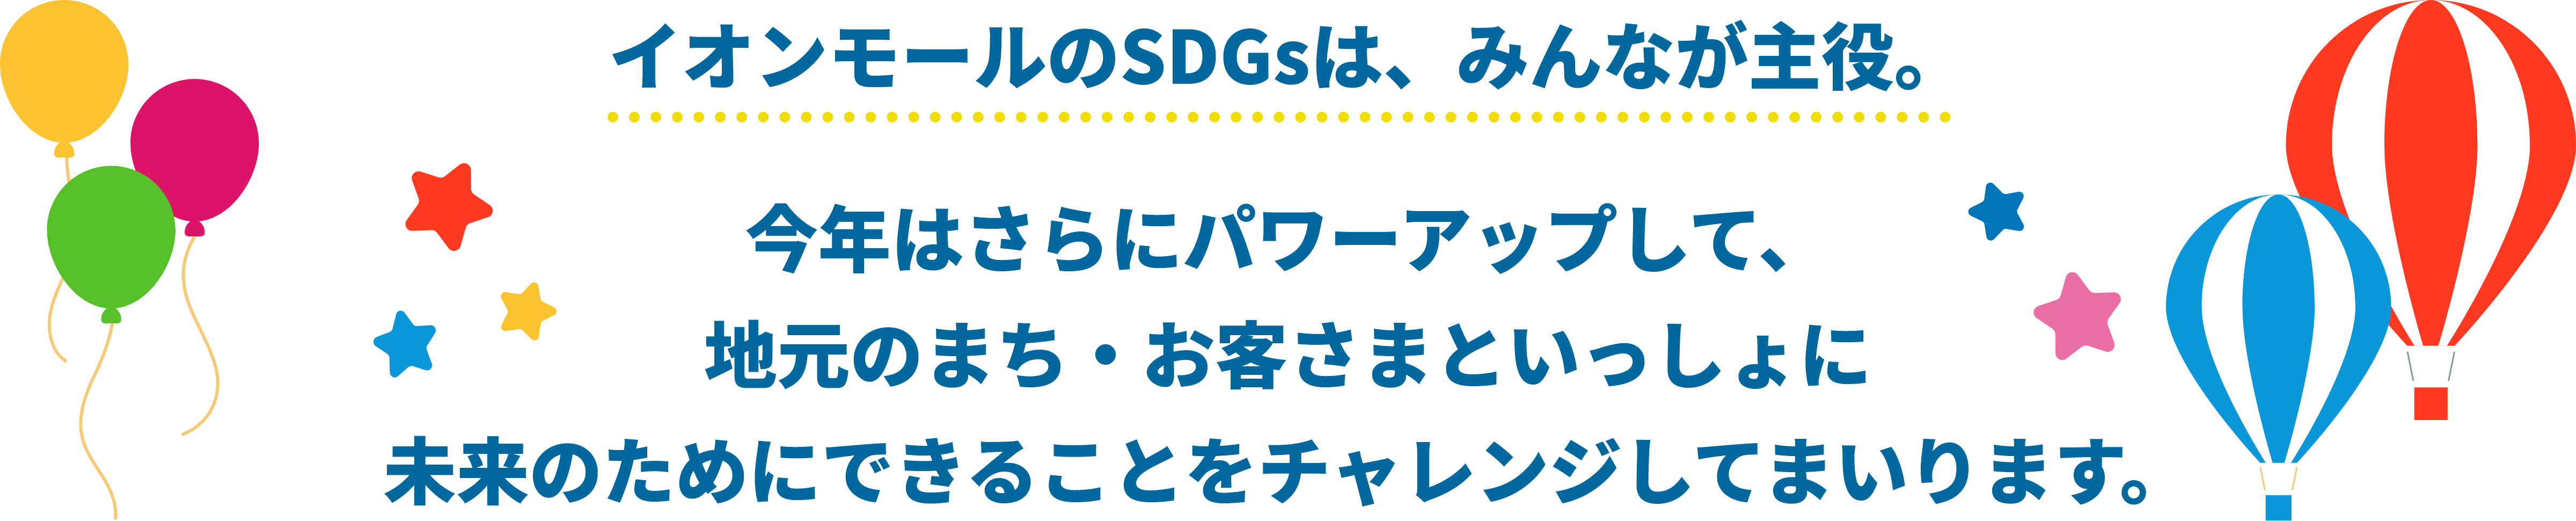 イオンモールのSDGsは、みんなが主役。
今年はさらにパワーアップして、
地元のまち・お客さまといっしょに
未来のためにできることをチャレンジしてまいります。